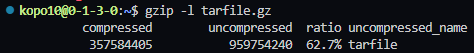 kopo10@0-1-3-0:~$ gzip -l tarfile.gz
compressed uncompressed ratio uncompressed_name
357584405 959754240 62.7% tarfile